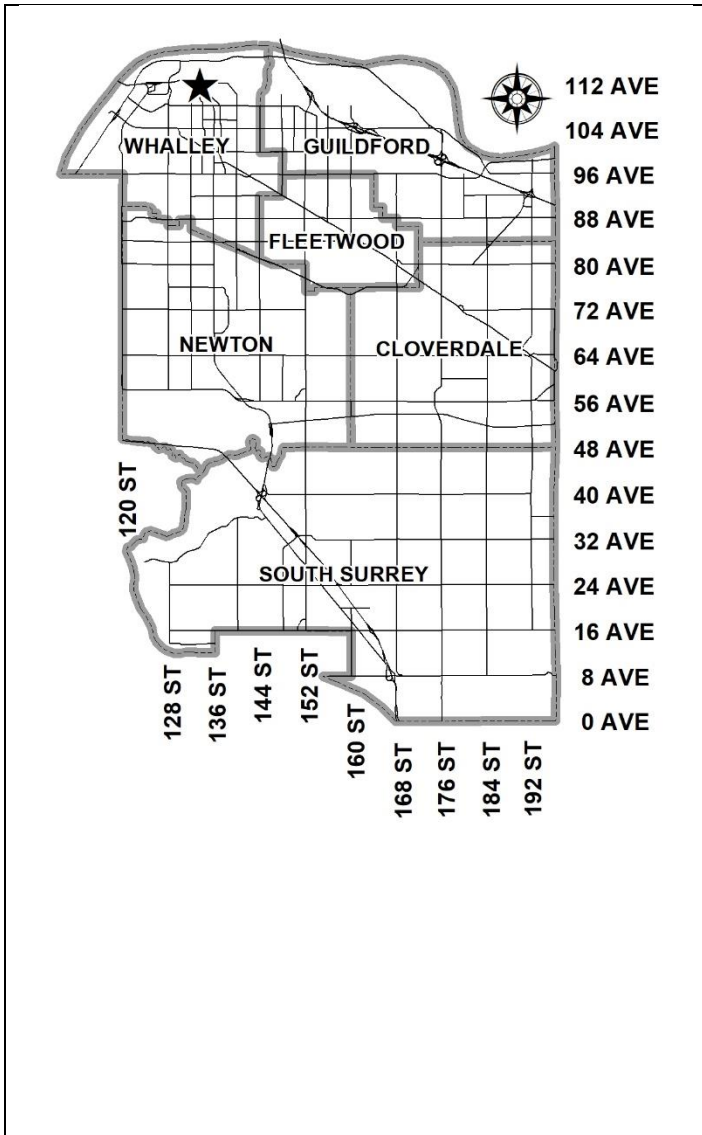 112 AVE
104 AVE
WHALLEY
GUILDFORD
96 AVE
88 AVE
FLEETWOOD
80 AVE
72 AVE
NEWTON
CLOVERDALE
64 AVE
56 AVE
48 AVE
120 ST
40 AVE
32 AVE
SOUTH SURREY
24 AVE
16 AVE
8 AVE
0 AVE
128 ST
136 ST
144 ST
152 ST
160 ST
168 ST
176 ST
184 ST
192 ST